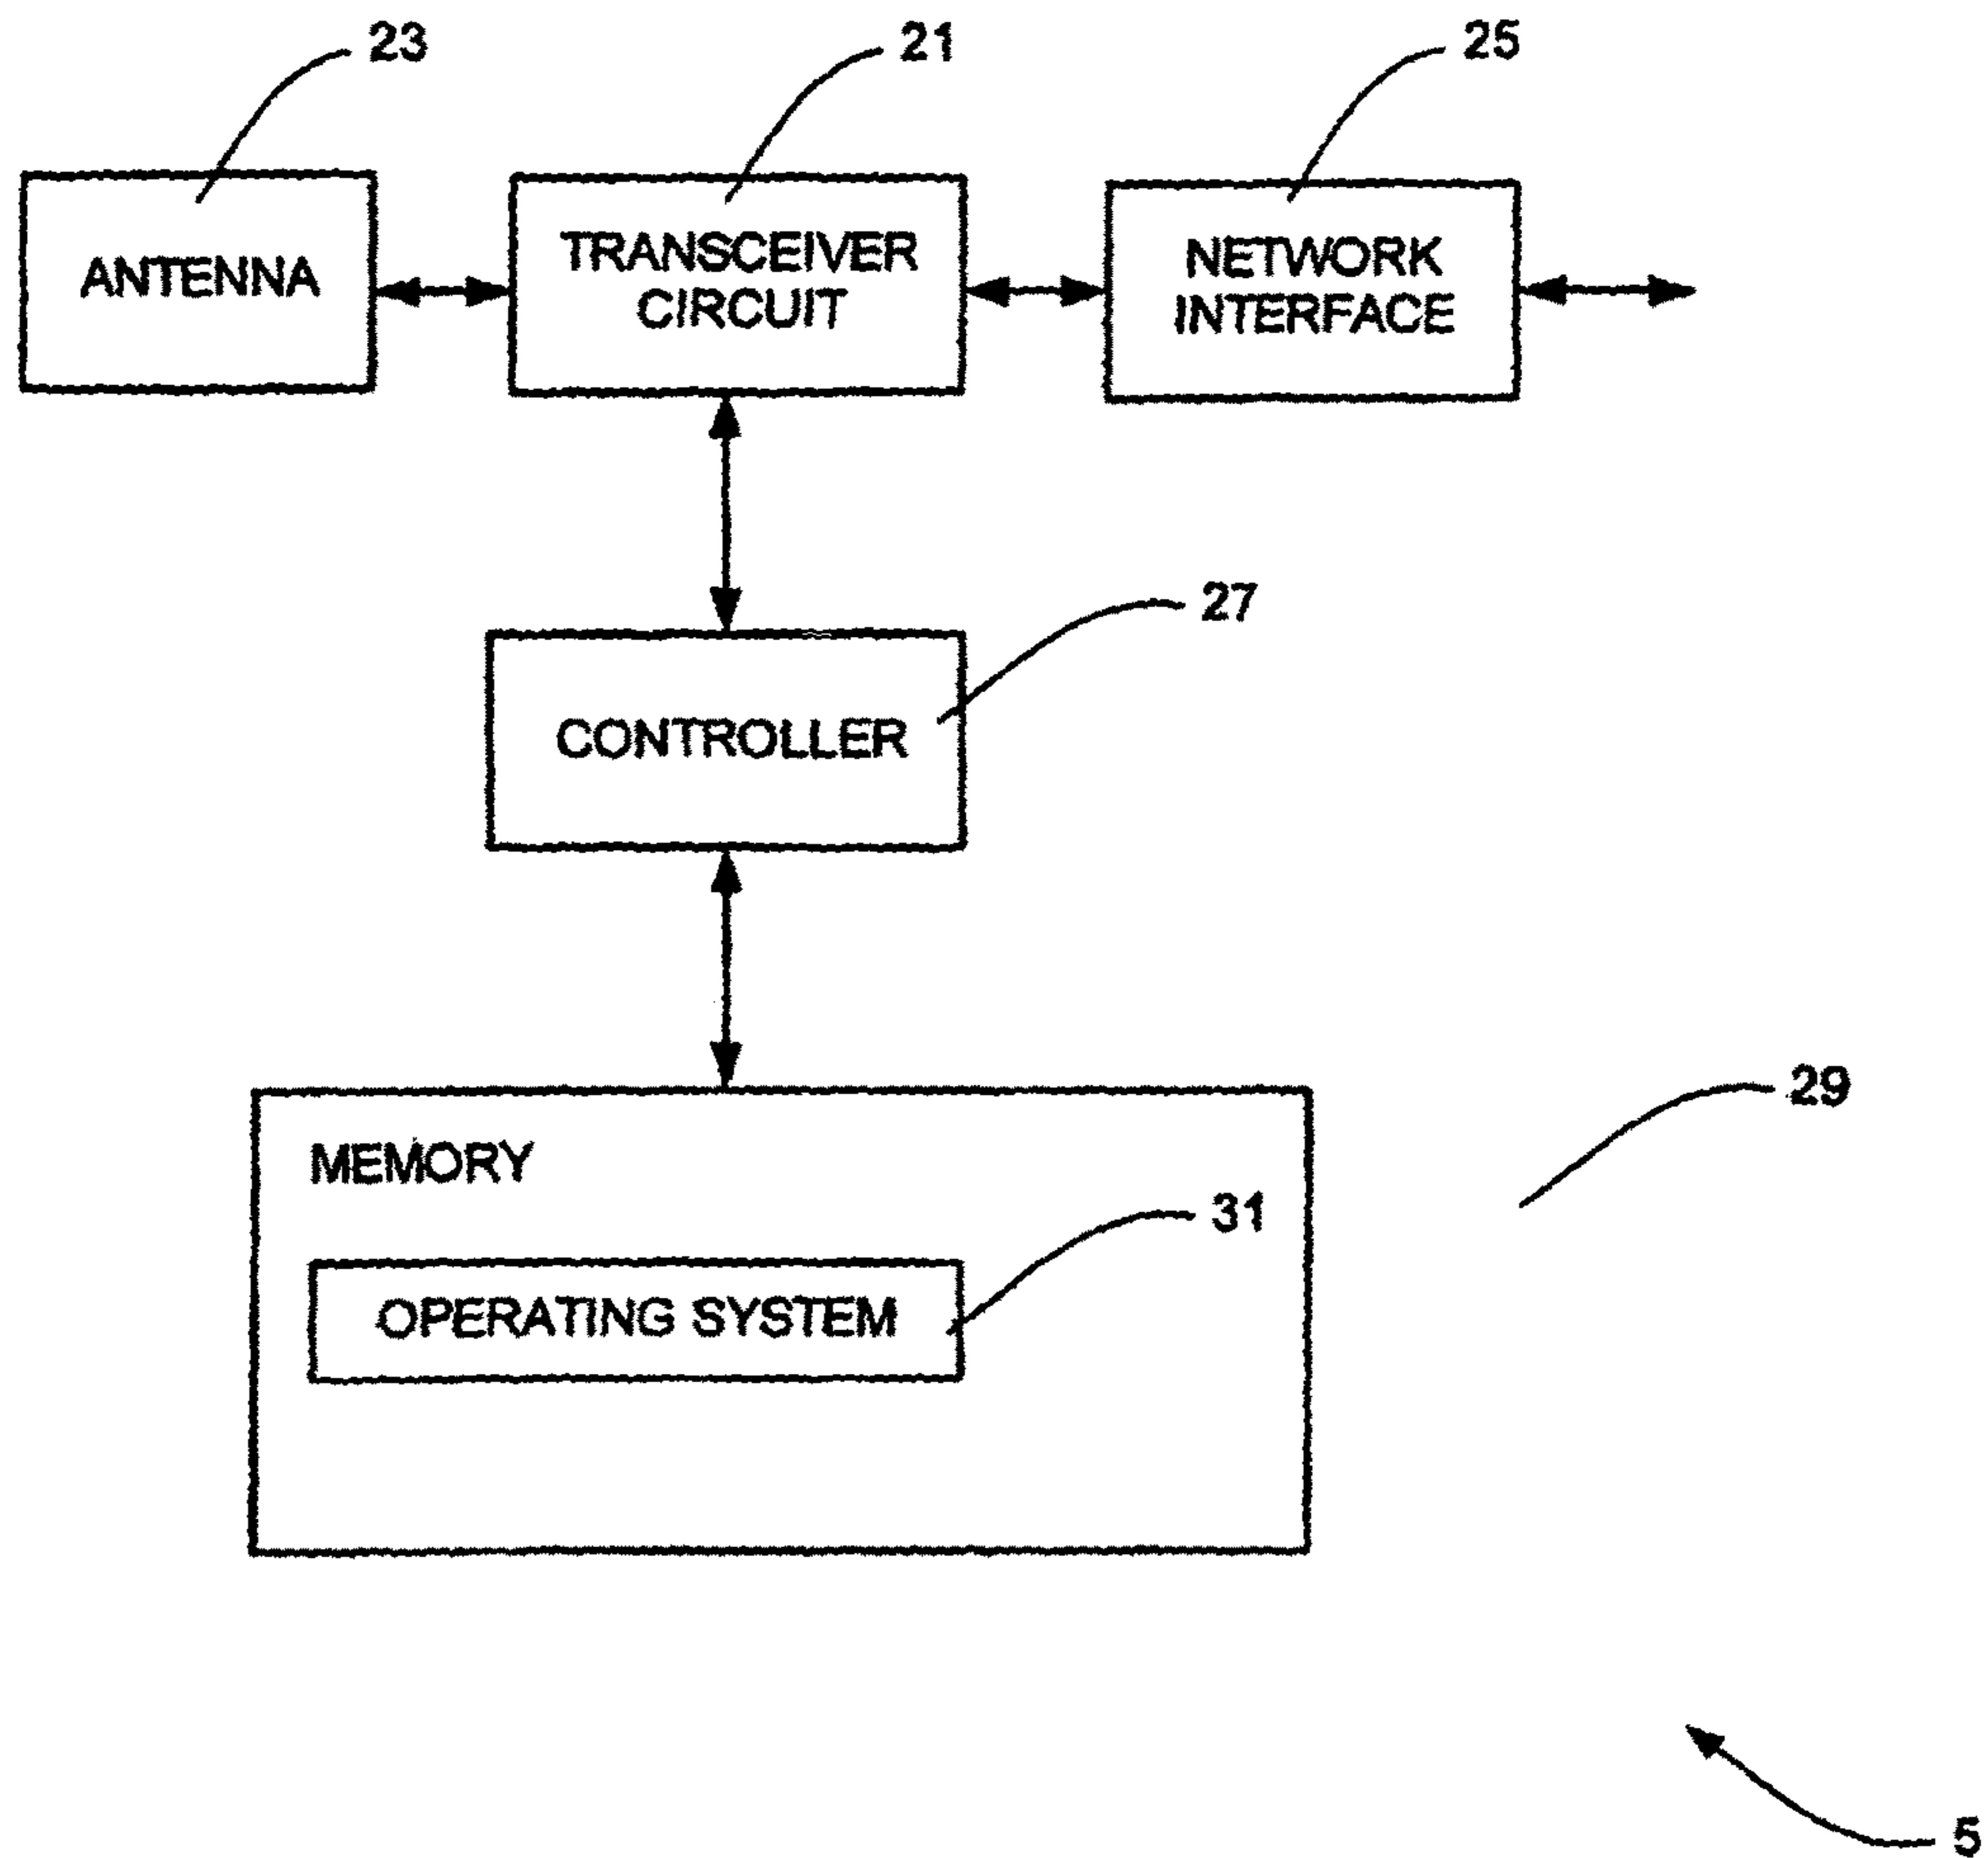 23
21
25
ANTENNA
TRANSCEIVER
CIRCUIT
NETWORK
INTERFACE
27
CONTROLLER
29
MEMORY
31
OPERATING SYSTEM
5